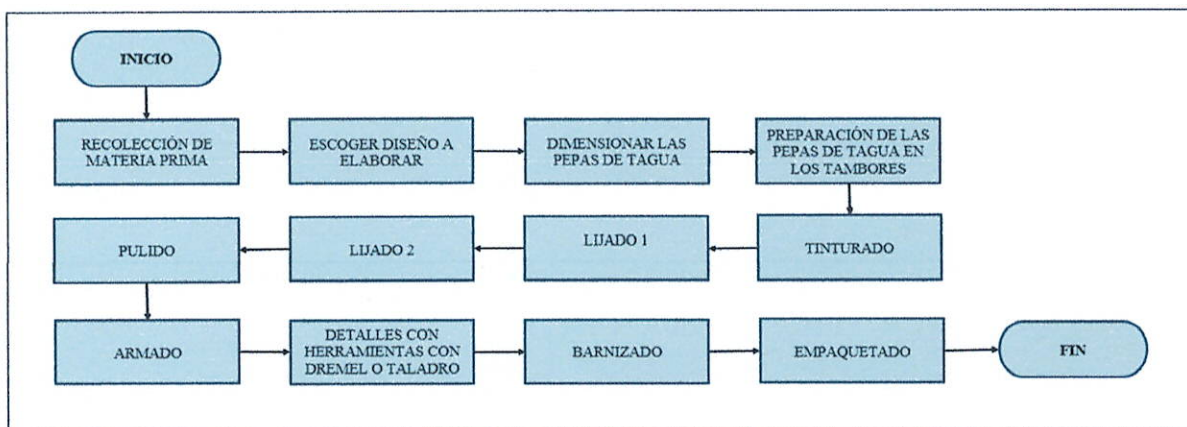 INICIO
RECOLECCIÓN DE
MATERIA PRIMA
ESCOGER DISEÑO A
ELABORAR
DIMENSIONAR LAS
PEPAS DE TAGUA
PREPARACIÓN DE LAS
PEPAS DE TAGUA EN
LOS TAMBORES
TINTURADO
LIJADO 1
LIJADO 2
PULIDO
ARMADO
DETALLES CON
HERRAMIENTAS CON
DREMEL O TALADRO
BARNIZADO
EMPAQUETADO
FIN